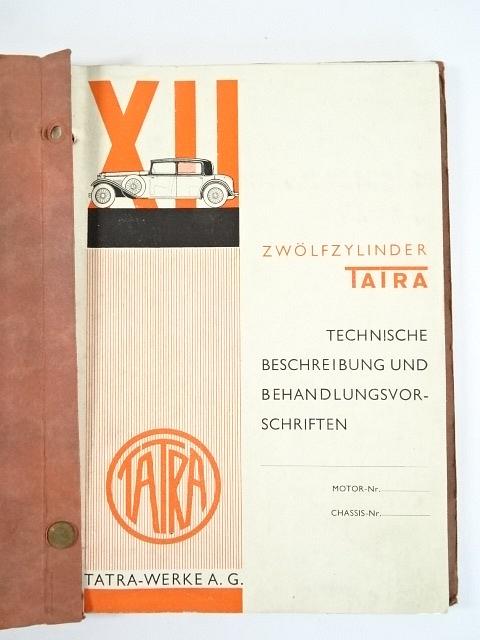 XII
ZWÖLFZYLINDER
TATRA
TECHNISCHE
BESCHREIBUNG UND
BEHANDLUNGSVOR-
SCHRIFTEN
MOTOR-Nr.
CHASSIS-Nr.
TATRA
TATRA-WERKE A. G.